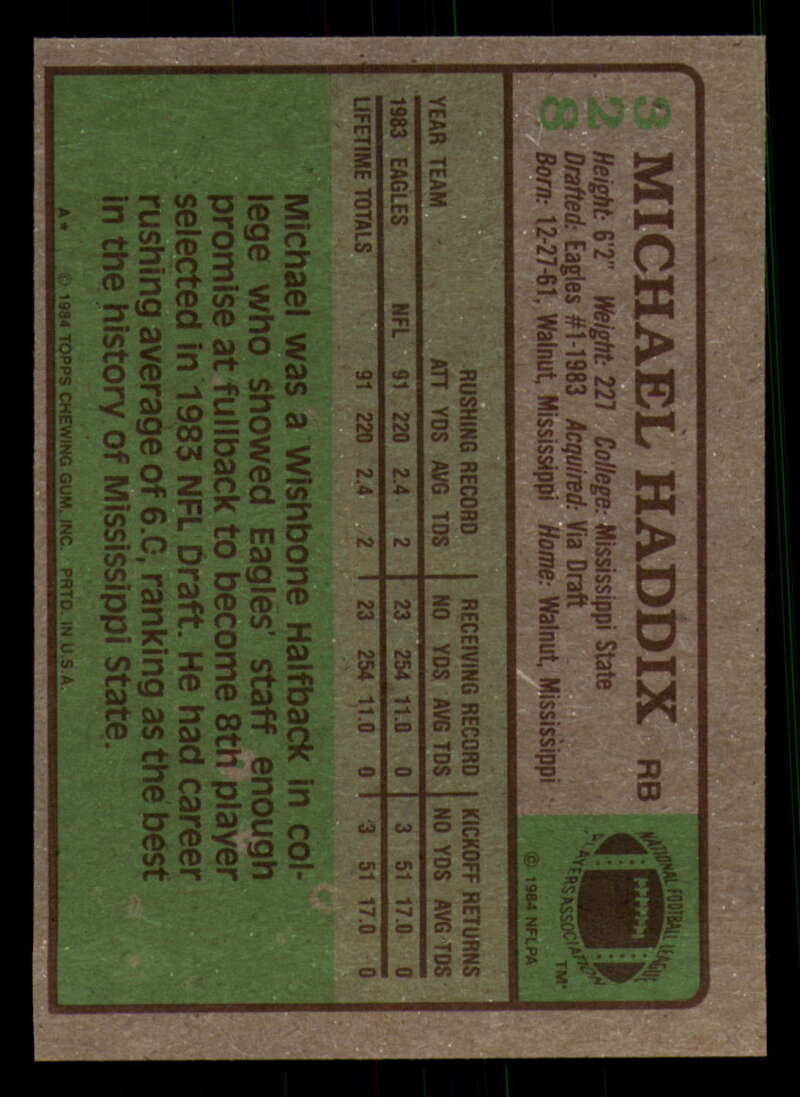 328
MICHAEL HADDIX RB
Height: 6'2" Weight: 227 College: Mississippi State
Drafted: Eagles #1-1983 Acquired: Via Draft
Born: 12-27-61, Walnut, Mississippi Home: Walnut, Mississippi
NATIONAL FOOTBALL LEAGUE
PLAYERS ASSOCIATION
TM
© 1984 NFLPA
RUSHING RECORD RECEIVING RECORD KICKOFF RETURNS
YEAR TEAM ATT YDS AVG TDS NO YDS AVG TDS NO YDS AVG TDS
1983 EAGLES NFL 91 220 2.4 2 23 254 11.0 0 3 51 17.0 0
LIFETIME TOTALS 91 220 2.4 2 23 254 11.0 0 3 51 17.0 0
Michael was a Wishbone Halfback in col-
lege who showed Eagles' staff enough
promise at fullback to become 8th player
selected in 1983 NFL Draft. He had career
rushing average of 6.0, ranking as the best
in the history of Mississippi State.
A* © 1984 TOPPS CHEWING GUM, INC. PRTD. IN U.S.A.